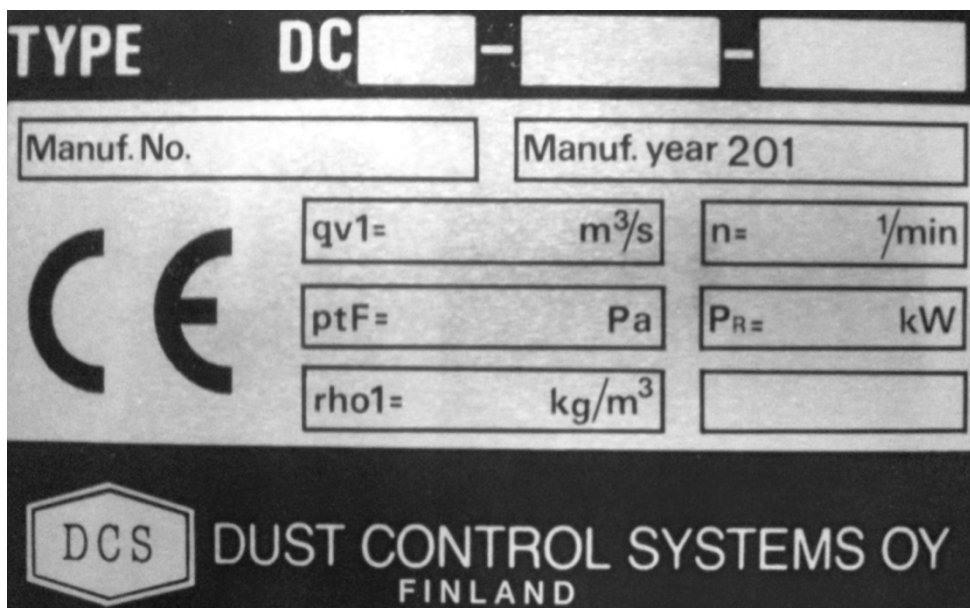 TYPE DC - -
Manuf. No. Manuf. year 201
CE
qv1= m³/s n= 1/min
ptF= Pa PR= kW
rho1= kg/m³
DCS DUST CONTROL SYSTEMS OY
FINLAND